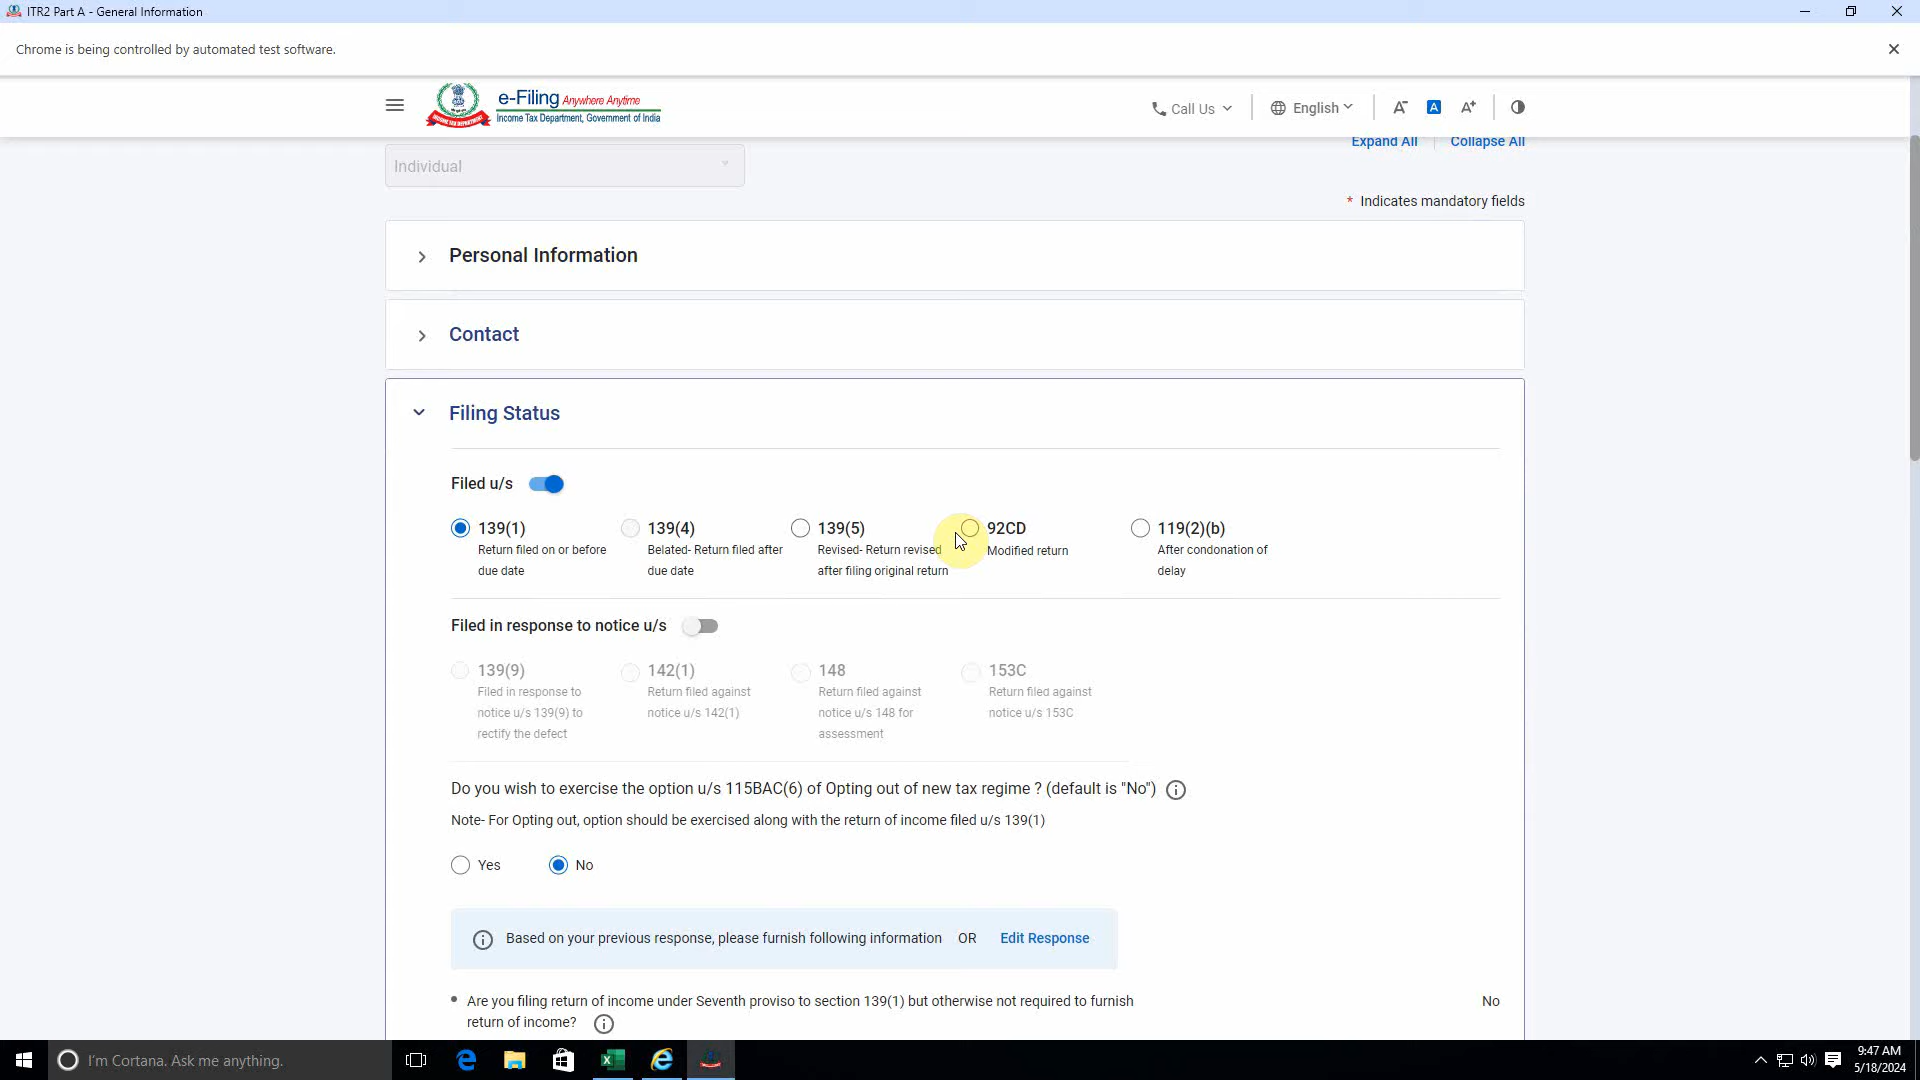 ITR2 Part A - General Information
Chrome is being controlled by automated test software.
e-Filing Anywhere Anytime
Income Tax Department, Government of India
Call Us
English
A-
A
A+
Expand All
Collapse All
Individual
* Indicates mandatory fields
Personal Information
Contact
Filing Status
Filed u/s
139(1)
Return filed on or before
due date
139(4)
Belated- Return filed after
due date
139(5)
Revised- Return revised
after filing original return
92CD
Modified return
119(2)(b)
After condonation of
delay
Filed in response to notice u/s
139(9)
Filed in response to
notice u/s 139(9) to
rectify the defect
142(1)
Return filed against
notice u/s 142(1)
148
Return filed against
notice u/s 148 for
assessment
153C
Return filed against
notice u/s 153C
Do you wish to exercise the option u/s 115BAC(6) of Opting out of new tax regime ? (default is "No")
Note- For Opting out, option should be exercised along with the return of income filed u/s 139(1)
Yes
No
Based on your previous response, please furnish following information OR Edit Response
Are you filing return of income under Seventh proviso to section 139(1) but otherwise not required to furnish
return of income?
No
I'm Cortana. Ask me anything.
9:47 AM
5/18/2024